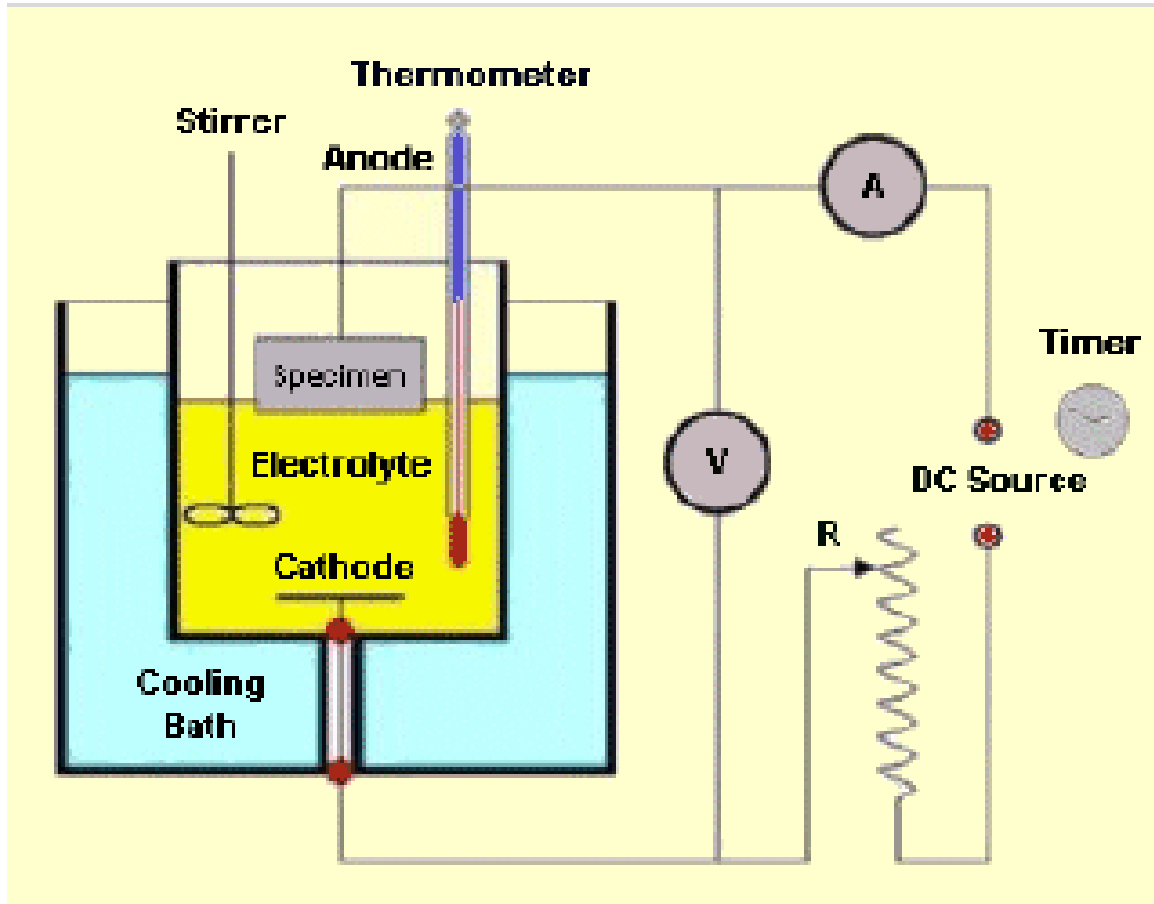 Thermometer
Stirrer
Anode
A
Specimen
Timer
Electrolyte
V
DC Source
R
Cathode
Cooling
Bath